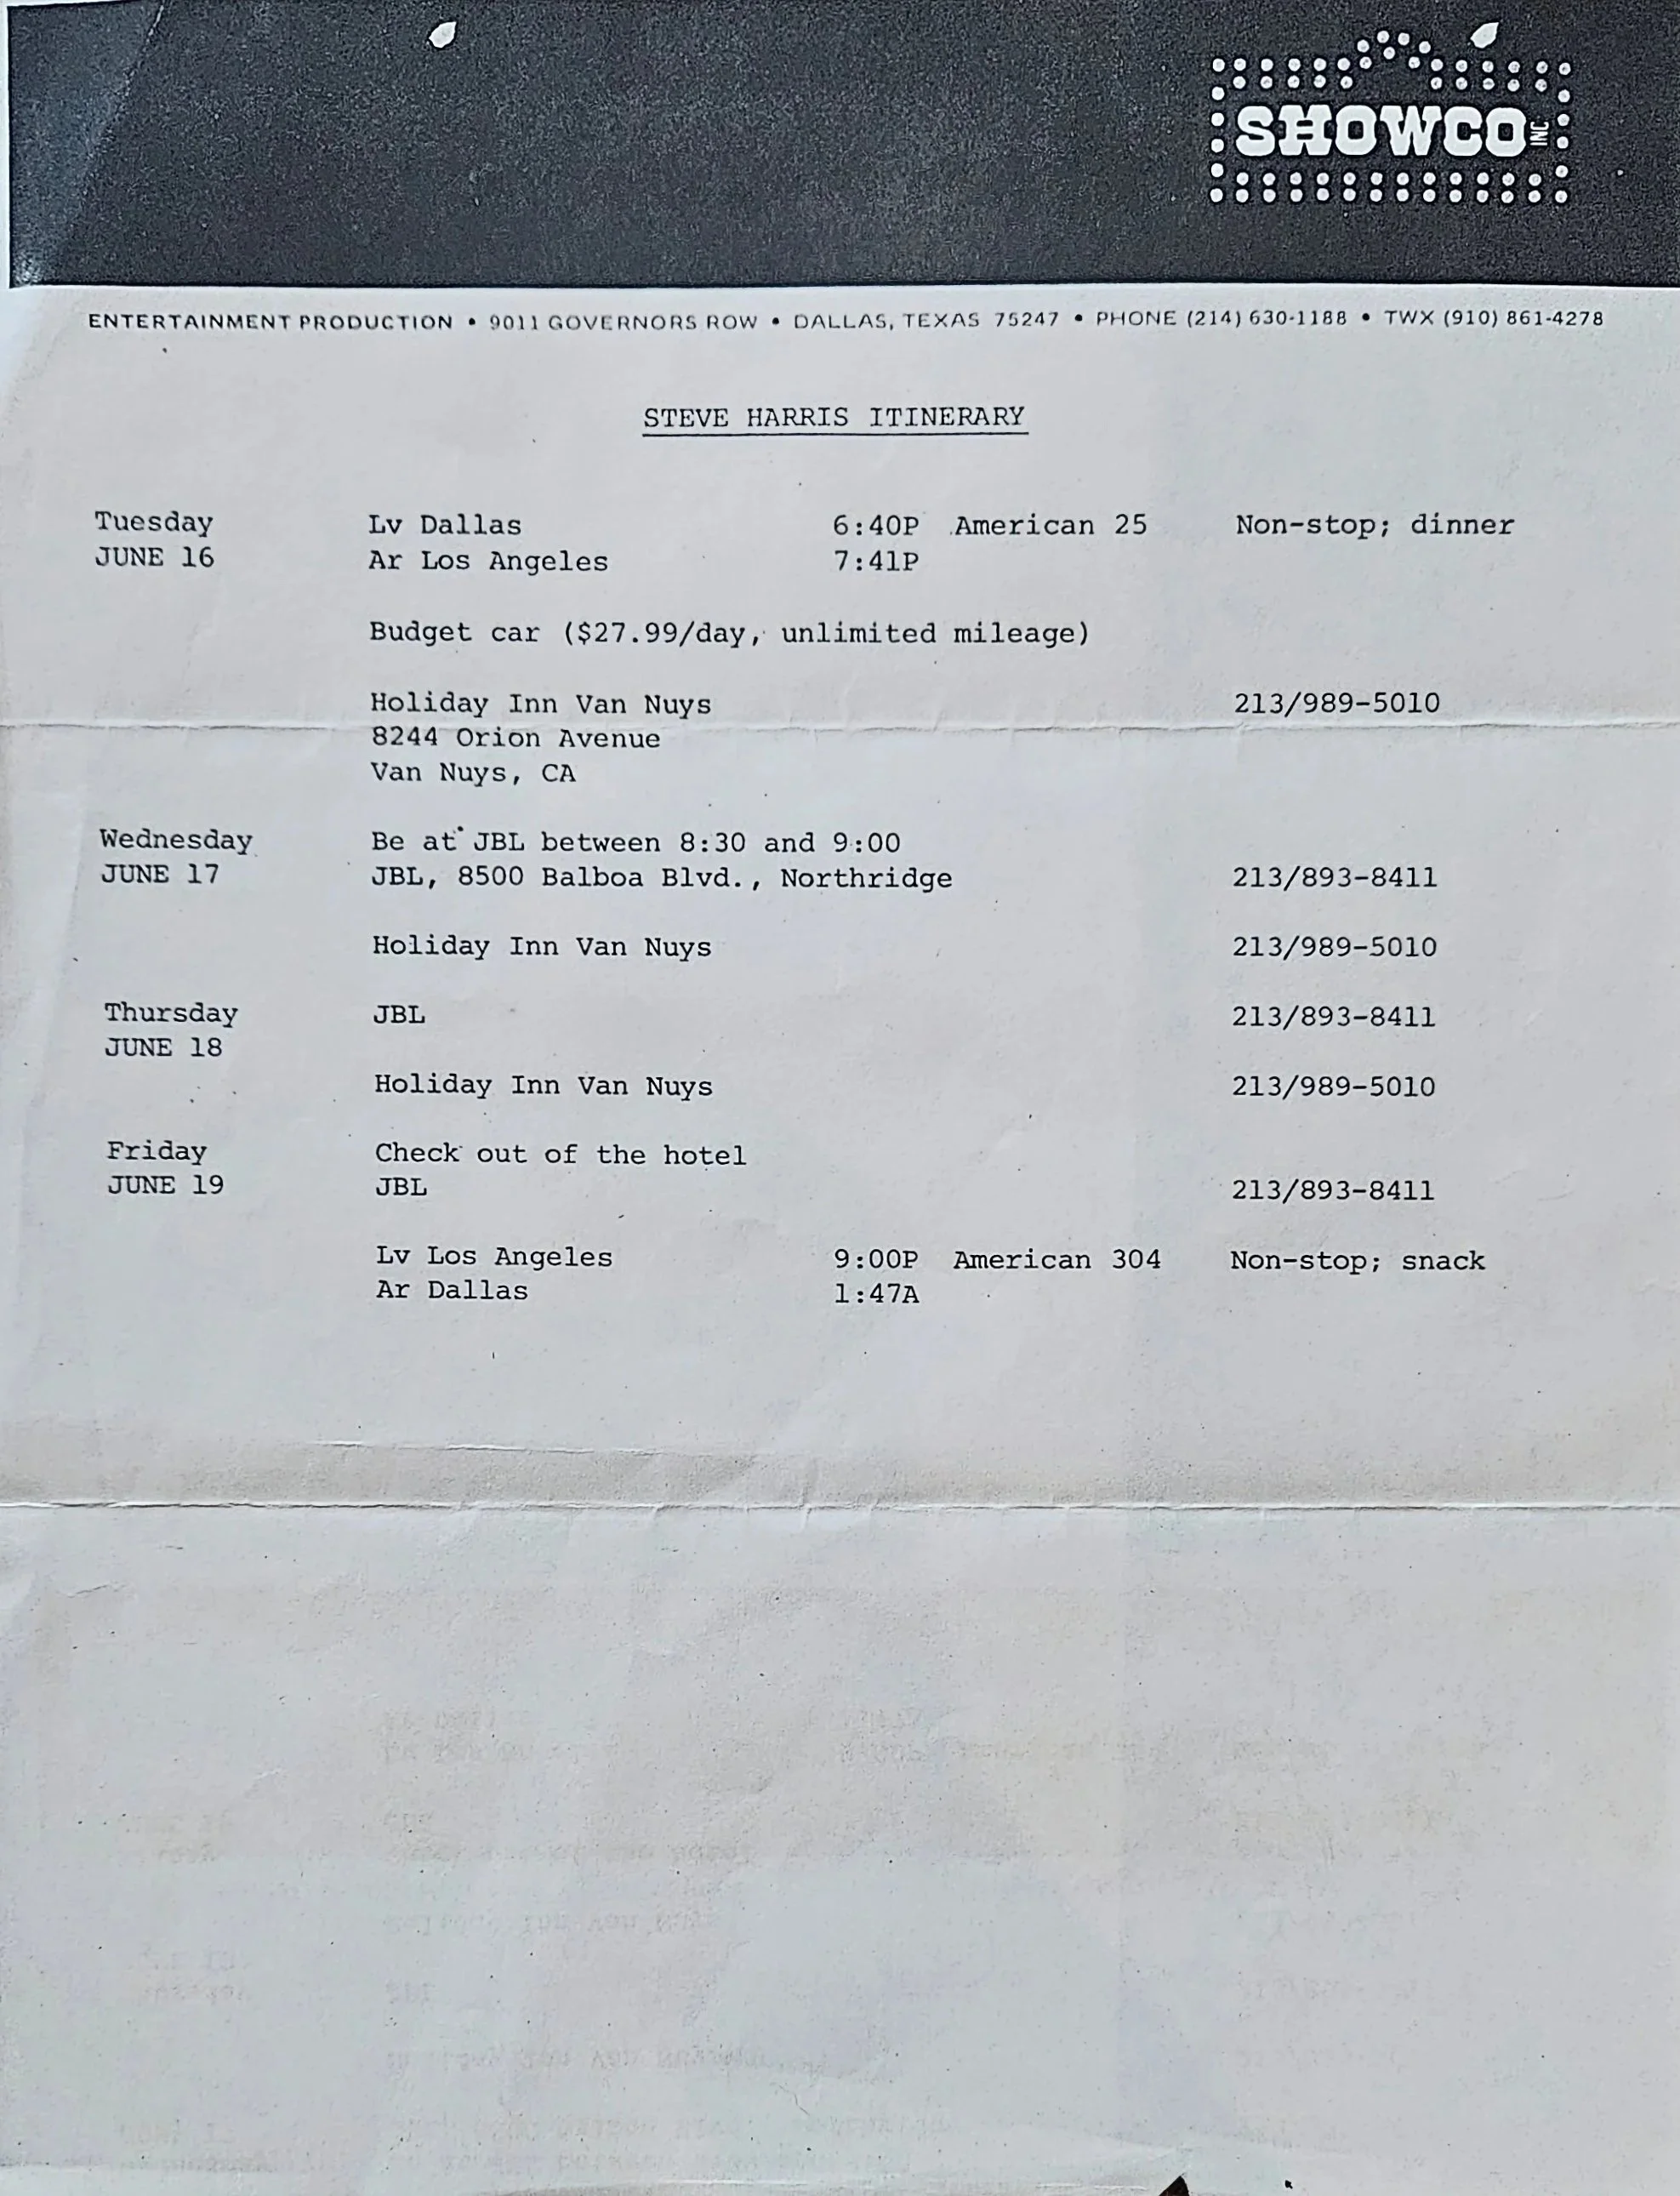 SHOWCO INC
ENTERTAINMENT PRODUCTION • 9011 GOVERNORS ROW • DALLAS, TEXAS 75247 • PHONE (214) 630-1188 • TWX (910) 861-4278
STEVE HARRIS ITINERARY
Tuesday Lv Dallas 6:40P American 25 Non-stop; dinner
JUNE 16 Ar Los Angeles 7:41P
Budget car ($27.99/day, unlimited mileage)
Holiday Inn Van Nuys 213/989-5010
8244 Orion Avenue
Van Nuys, CA
Wednesday Be at JBL between 8:30 and 9:00
JUNE 17 JBL, 8500 Balboa Blvd., Northridge 213/893-8411
Holiday Inn Van Nuys 213/989-5010
Thursday JBL 213/893-8411
JUNE 18
Holiday Inn Van Nuys 213/989-5010
Friday Check out of the hotel
JUNE 19 JBL 213/893-8411
Lv Los Angeles 9:00P American 304 Non-stop; snack
Ar Dallas 1:47A